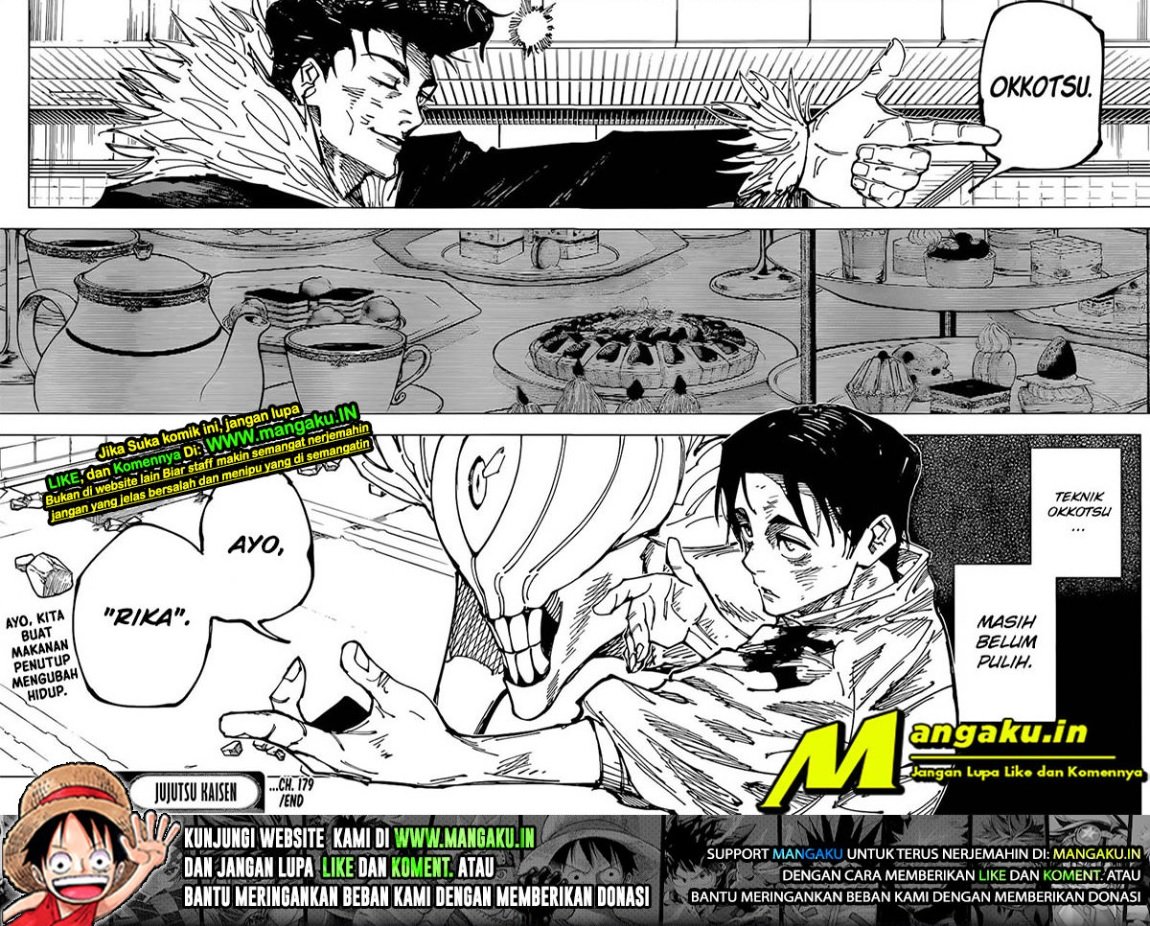 OKKOTSU.
Jika Suka komik ini, jangan lupa
LIKE, dan Komennya Di: WWW.mangaku.IN
Bukan di website lain Biar staff makin semangat nerjemahin
jangan yang jelas bersalah dan menipu yang di semangatin
TEKNIK
OKKOTSU
...
MASIH
BELUM
PULIH.
AYO,
"RIKA".
AYO, KITA
BUAT
MAKANAN
PENUTUP
MENGUBAH
HIDUP.
Mangaku.in
Jangan Lupa Like dan Komennya
JUJUTSU KAISEN
...CH. 179
/END
KUNJUNGI WEBSITE KAMI DI WWW.MANGAKU.IN
DAN JANGAN LUPA LIKE DAN KOMENT. ATAU
BANTU MERINGANKAN BEBAN KAMI DENGAN MEMBERIKAN DONASI
SUPPORT MANGAKU UNTUK TERUS NERJEMAHIN DI: MANGAKU.IN
DENGAN CARA MEMBERIKAN LIKE DAN KOMENT. ATAU
BANTU MERINGANKAN BEBAN KAMI DENGAN MEMBERIKAN DONASI